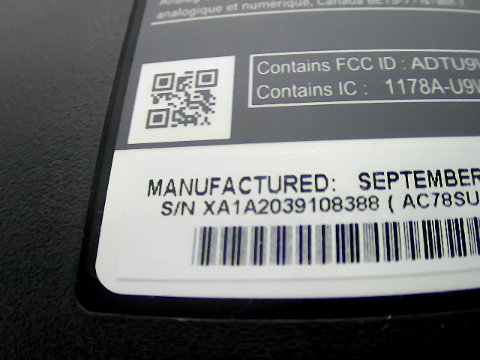 analogique et numérique, Canada
Contains FCC ID : ADTU9
Contains IC : 1178A-U9
MANUFACTURED: SEPTEMBER
S/N XA1A2039108388 ( AC78SU